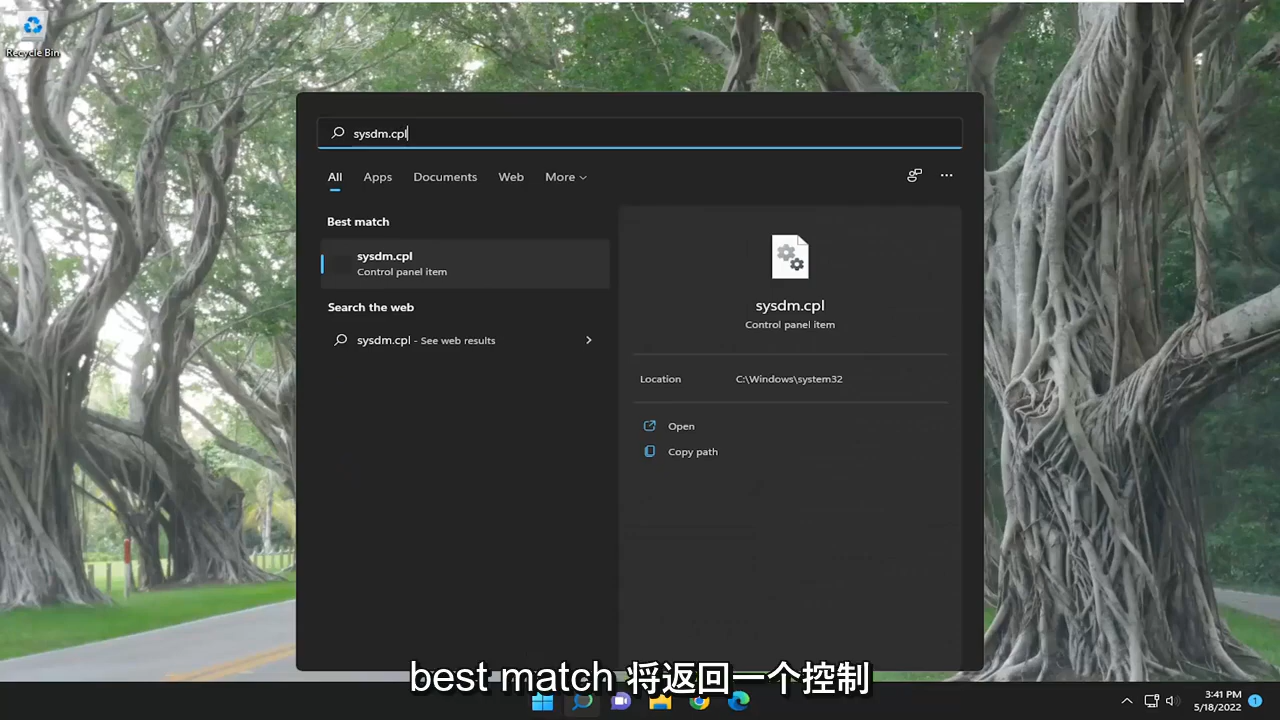 Recycle Bin
sysdm.cpl
All Apps Documents Web More
Best match
sysdm.cpl
Control panel item
Search the web
sysdm.cpl - See web results
sysdm.cpl
Control panel item
Location C:\Windows\system32
Open
Copy path
best match 将返回一个控制
3:41 PM
5/18/2022
1